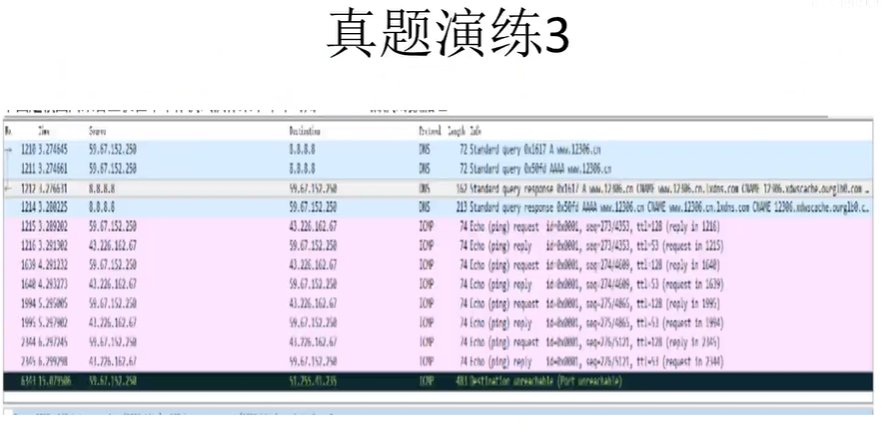 真题演练3
No. Time Source Destination Protocol Length Info
1210 3.274645 59.67.152.250 8.8.8.8 DNS 72 Standard query 0x1617 A www.12306.cn
1211 3.274661 59.67.152.250 8.8.8.8 DNS 72 Standard query 0x50fd AAAA www.12306.cn
1212 3.276631 8.8.8.8 59.67.152.250 DNS 162 Standard query response 0x1617 A www.12306.cn CNAME www.12306.cn.lxdns.com CNAME 12306.xdwscache.ourglb0.c...
1214 3.280225 8.8.8.8 59.67.152.250 DNS 213 Standard query response 0x50fd AAAA www.12306.cn CNAME www.12306.cn.lxdns.com CNAME 12306.xdwscache.ourglb0.c...
1215 3.289202 59.67.152.250 43.226.162.67 ICMP 74 Echo (ping) request id=0x0001, seq=273/4353, ttl=128 (reply in 1216)
1216 3.291302 43.226.162.67 59.67.152.250 ICMP 74 Echo (ping) reply id=0x0001, seq=273/4353, ttl=53 (request in 1215)
1639 4.291232 59.67.152.250 43.226.162.67 ICMP 74 Echo (ping) request id=0x0001, seq=274/4609, ttl=128 (reply in 1640)
1640 4.293273 43.226.162.67 59.67.152.250 ICMP 74 Echo (ping) reply id=0x0001, seq=274/4609, ttl=53 (request in 1639)
1994 5.295005 59.67.152.250 43.226.162.67 ICMP 74 Echo (ping) request id=0x0001, seq=275/4865, ttl=128 (reply in 1995)
1995 5.297902 43.226.162.67 59.67.152.250 ICMP 74 Echo (ping) reply id=0x0001, seq=275/4865, ttl=53 (request in 1994)
2344 6.297245 59.67.152.250 43.226.162.67 ICMP 74 Echo (ping) request id=0x0001, seq=276/5121, ttl=128 (reply in 2345)
2345 6.299298 43.226.162.67 59.67.152.250 ICMP 74 Echo (ping) reply id=0x0001, seq=276/5121, ttl=53 (request in 2344)
59.67.152.250 51.255.41.235 ICMP Destination unreachable (Port unreachable)